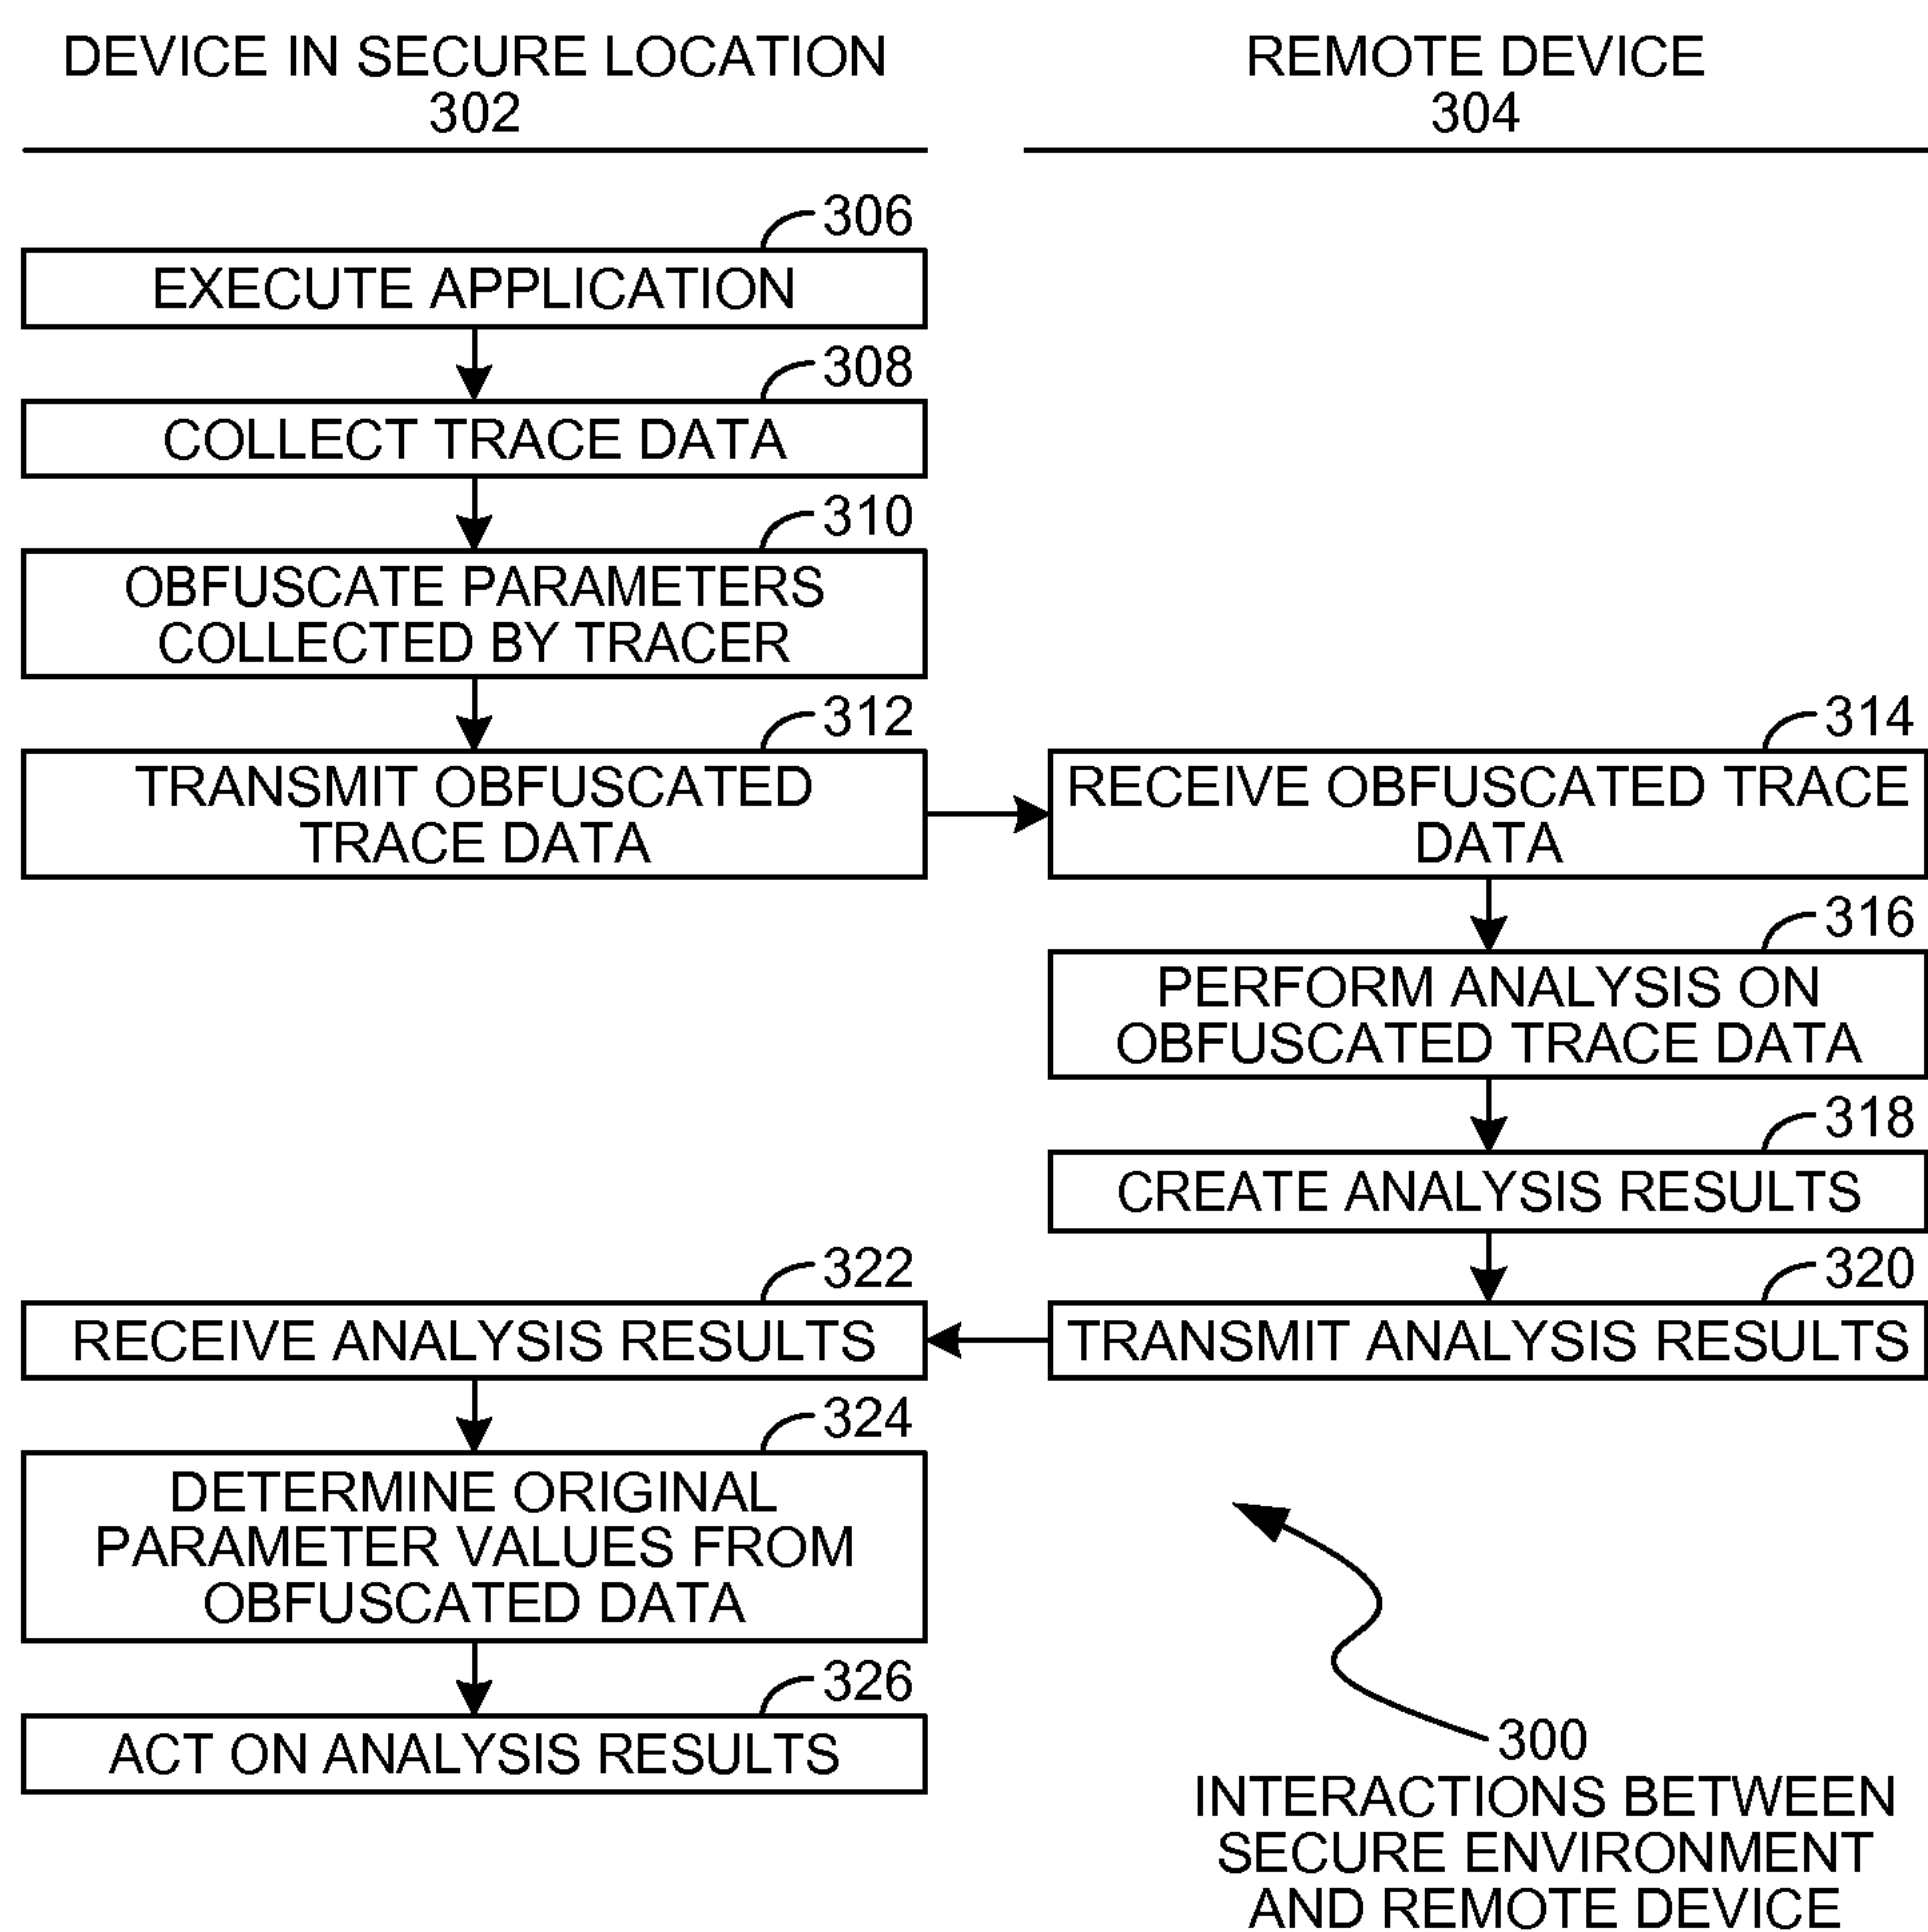 DEVICE IN SECURE LOCATION
302
REMOTE DEVICE
304
306
EXECUTE APPLICATION
308
COLLECT TRACE DATA
310
OBFUSCATE PARAMETERS
COLLECTED BY TRACER
312
TRANSMIT OBFUSCATED
TRACE DATA
314
RECEIVE OBFUSCATED TRACE
DATA
316
PERFORM ANALYSIS ON
OBFUSCATED TRACE DATA
318
CREATE ANALYSIS RESULTS
320
TRANSMIT ANALYSIS RESULTS
322
RECEIVE ANALYSIS RESULTS
324
DETERMINE ORIGINAL
PARAMETER VALUES FROM
OBFUSCATED DATA
326
ACT ON ANALYSIS RESULTS
300
INTERACTIONS BETWEEN
SECURE ENVIRONMENT
AND REMOTE DEVICE